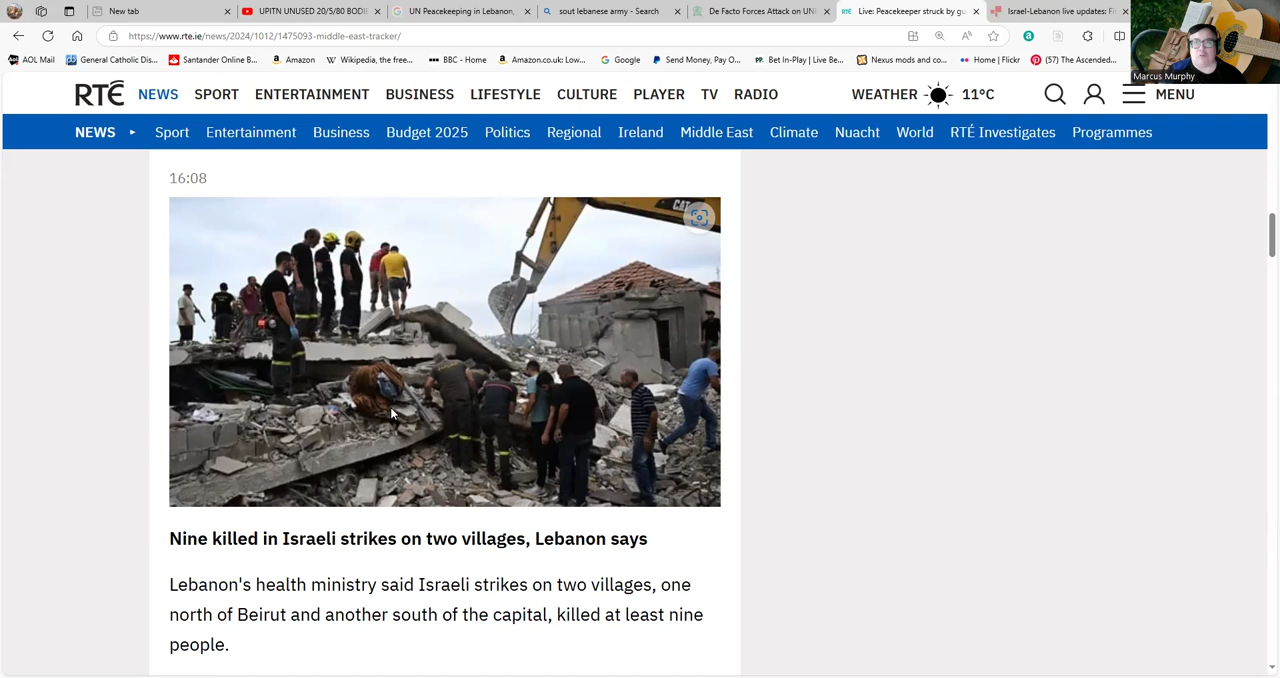 New tab
UPITN UNUSED 20/5/80 BODI
UN Peacekeeping in Lebanon,
sout lebanese army - Search
De Facto Forces Attack on UNI
Live: Peacekeeper struck by gu
Israel-Lebanon live updates: Fi
https://www.rte.ie/news/2024/1012/1475093-middle-east-tracker/
AOL Mail
General Catholic Dis...
Santander Online B...
Amazon
Wikipedia, the free...
BBC - Home
Amazon.co.uk: Low...
Google
Send Money, Pay O...
Bet In-Play | Live Be...
Nexus mods and co...
Home | Flickr
(57) The Ascended...
Marcus Murphy
RTÉ NEWS SPORT ENTERTAINMENT BUSINESS LIFESTYLE CULTURE PLAYER TV RADIO WEATHER 11°C MENU
NEWS Sport Entertainment Business Budget 2025 Politics Regional Ireland Middle East Climate Nuacht World RTÉ Investigates Programmes
16:08
CAT
Nine killed in Israeli strikes on two villages, Lebanon says
Lebanon's health ministry said Israeli strikes on two villages, one
north of Beirut and another south of the capital, killed at least nine
people.